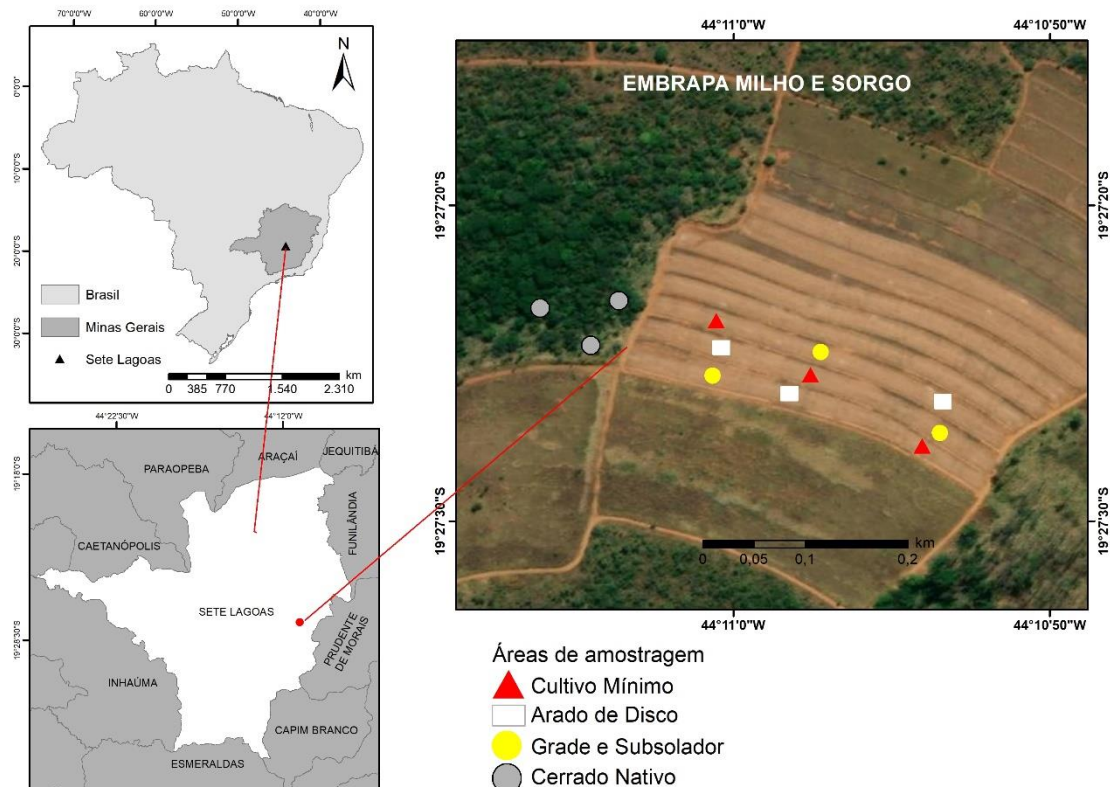 70°0'0"W
60°0'0"W
50°0'0"W
40°0'0"W
N
0°0'0"
10°0'0"S
20°0'0"S
30°0'0"S
Brasil
Minas Gerais
Sete Lagoas
km
0 385 770 1.540 2.310
44°22'30"W
44°12'0"W
19°28'30"S
PARAOPEBA
ARAÇAÍ
JEQUITIBÁ
FUNILÂNDIA
CAETANÓPOLIS
SETE LAGOAS
PRUDENTE
DE MORAIS
INHAÚMA
CAPIM BRANCO
ESMERALDAS
44°11'0"W
44°10'50"W
EMBRAPA MILHO E SORGO
19°27'20"S
19°27'20"S
19°27'30"S
19°27'30"S
km
0 0,05 0,1 0,2
44°11'0"W
44°10'50"W
Áreas de amostragem
Cultivo Mínimo
Arado de Disco
Grade e Subsolador
Cerrado Nativo